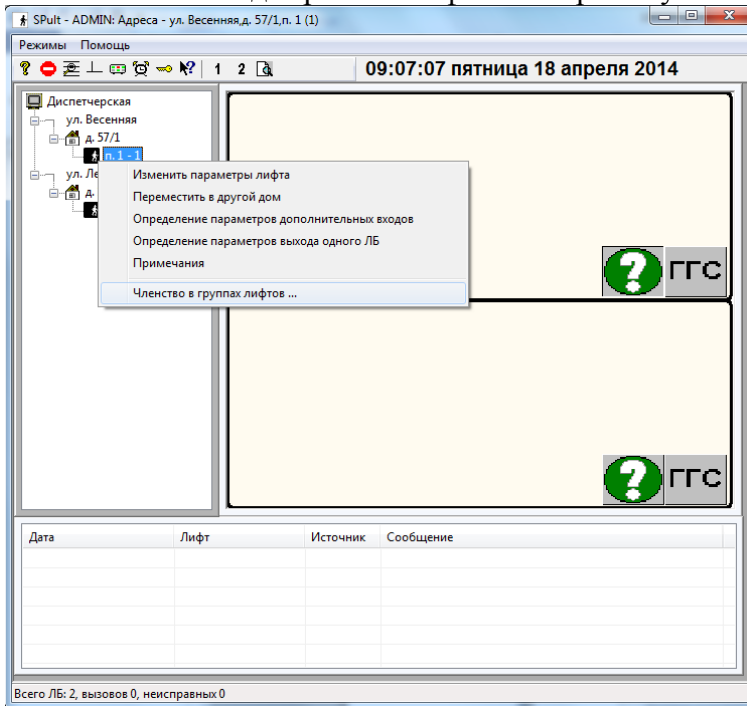 SPult - ADMIN: Адреса - ул. Весенняя,д. 57/1,п. 1 (1)
Режимы Помощь
1 2 09:07:07 пятница 18 апреля 2014
Диспетчерская
ул. Весенняя
д. 57/1
п. 1 - 1
ул. Ле
д.
Изменить параметры лифта
Переместить в другой дом
Определение параметров дополнительных входов
Определение параметров выхода одного ЛБ
Примечания
Членство в группах лифтов ...
ГГС
ГГС
Дата Лифт Источник Сообщение
Всего ЛБ: 2, вызовов 0, неисправных 0